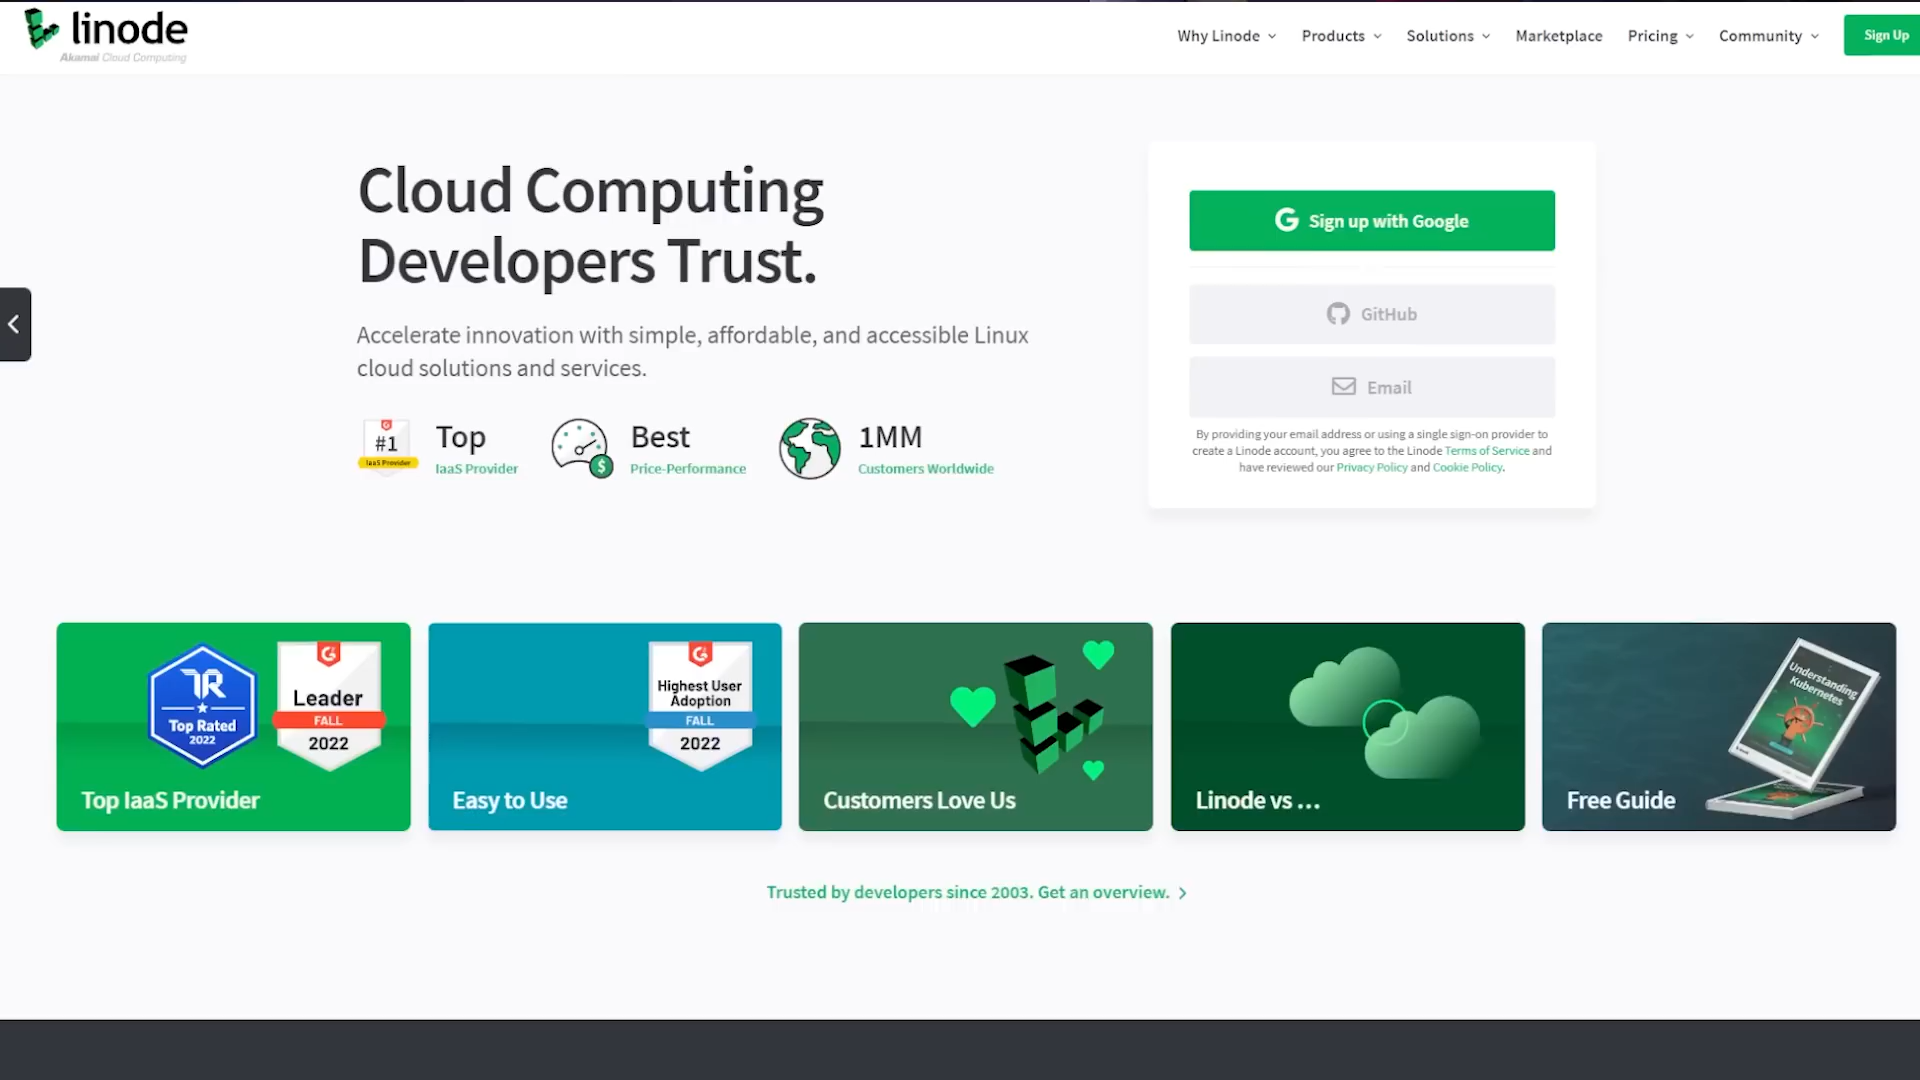 linode
Akamai Cloud Computing
Why Linode
Products
Solutions
Marketplace
Pricing
Community
Sign Up
Cloud Computing
Developers Trust.
Accelerate innovation with simple, affordable, and accessible Linux
cloud solutions and services.
#1
IaaS Provider
Top
IaaS Provider
$
Best
Price-Performance
1MM
Customers Worldwide
G Sign up with Google
GitHub
Email
By providing your email address or using a single sign-on provider to
create a Linode account, you agree to the Linode Terms of Service and
have reviewed our Privacy Policy and Cookie Policy.
TR
Top Rated
2022
G
Leader
FALL
2022
Top IaaS Provider
G
Highest User
Adoption
FALL
2022
Easy to Use
Customers Love Us
Linode vs ...
Understanding
Kubernetes
Free Guide
Trusted by developers since 2003. Get an overview.